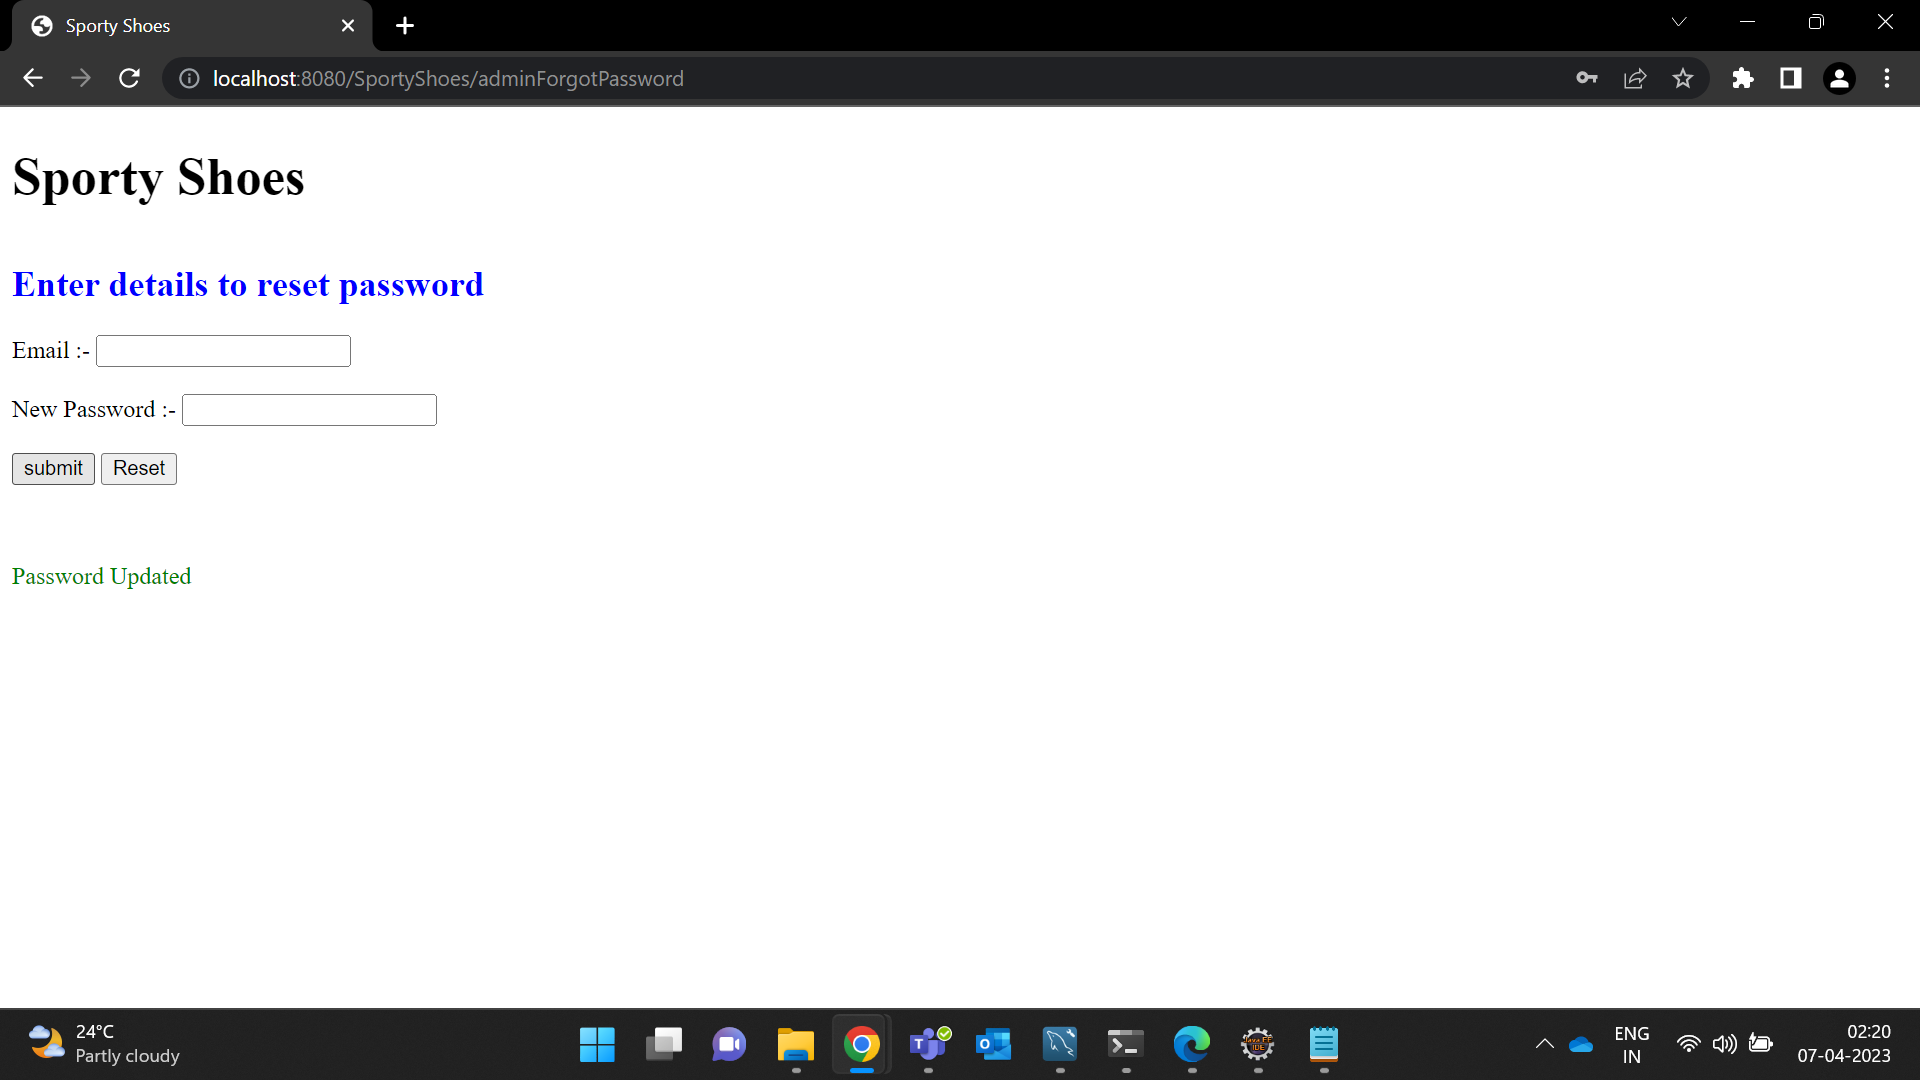 Sporty Shoes
localhost:8080/SportyShoes/adminForgotPassword
Sporty Shoes
Enter details to reset password
Email :-
New Password :-
submit Reset
Password Updated
24°C
Partly cloudy
ENG
IN
02:20
07-04-2023